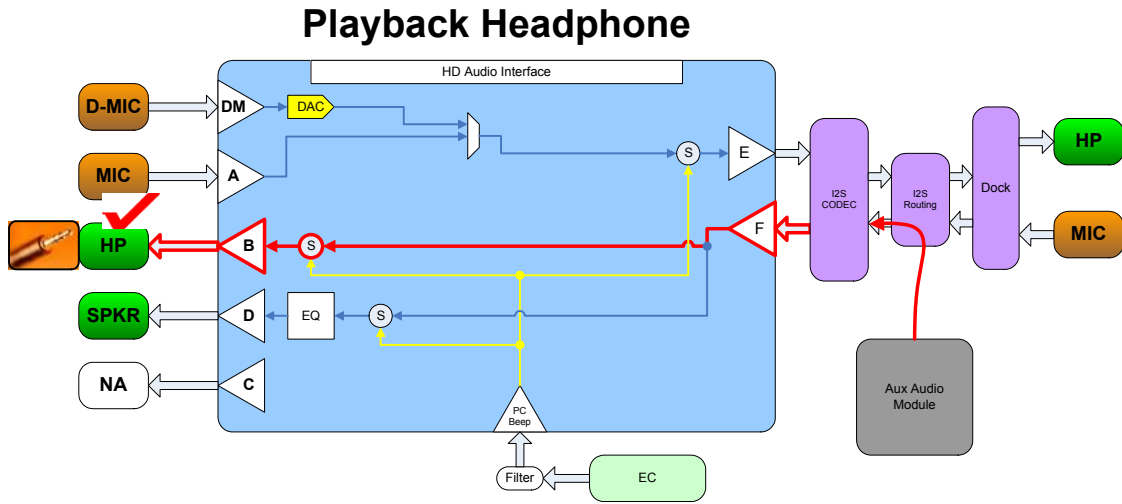 Playback Headphone
HD Audio Interface
D-MIC
DM
DAC
MIC
A
S
E
I2S
CODEC
I2S
Routing
Dock
HP
MIC
HP
B
S
F
SPKR
D
EQ
S
NA
C
PC
Beep
Filter
EC
Aux Audio
Module